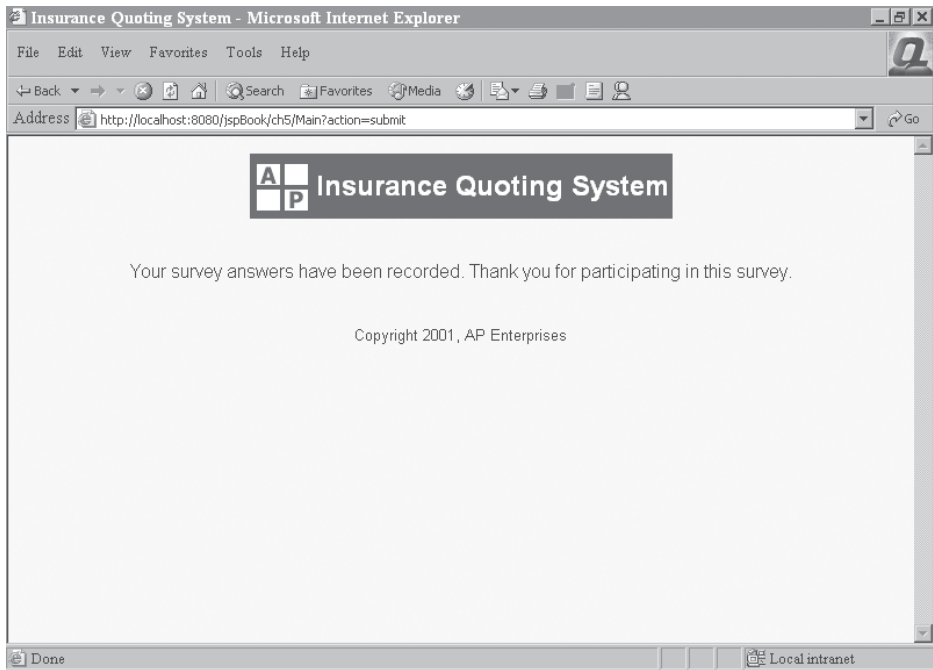 Insurance Quoting System - Microsoft Internet Explorer
File Edit View Favorites Tools Help
Back Search Favorites Media
Address http://localhost:8080/jspBook/ch5/Main?action=submit Go
A P Insurance Quoting System
Your survey answers have been recorded. Thank you for participating in this survey.
Copyright 2001, AP Enterprises
Done Local intranet